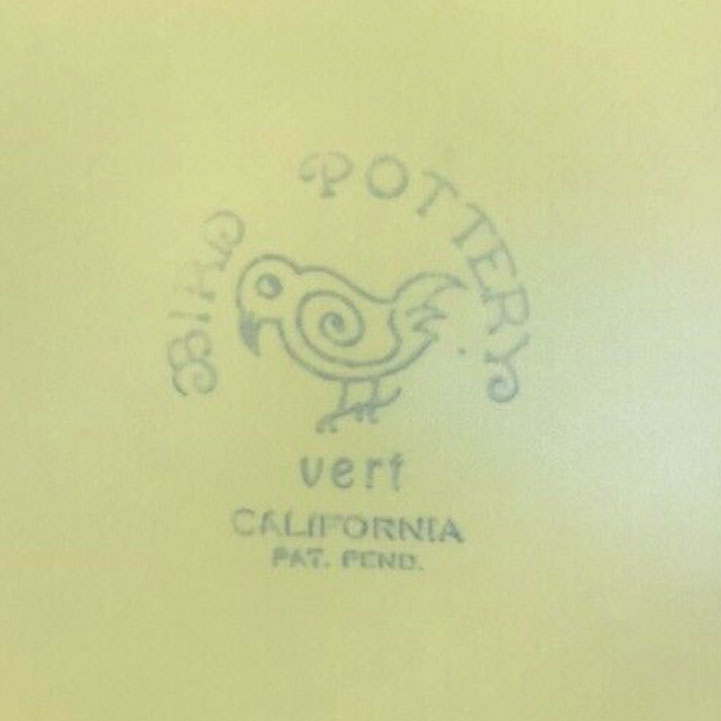 BIRD POTTERY
vert
CALIFORNIA
PAT. PEND.